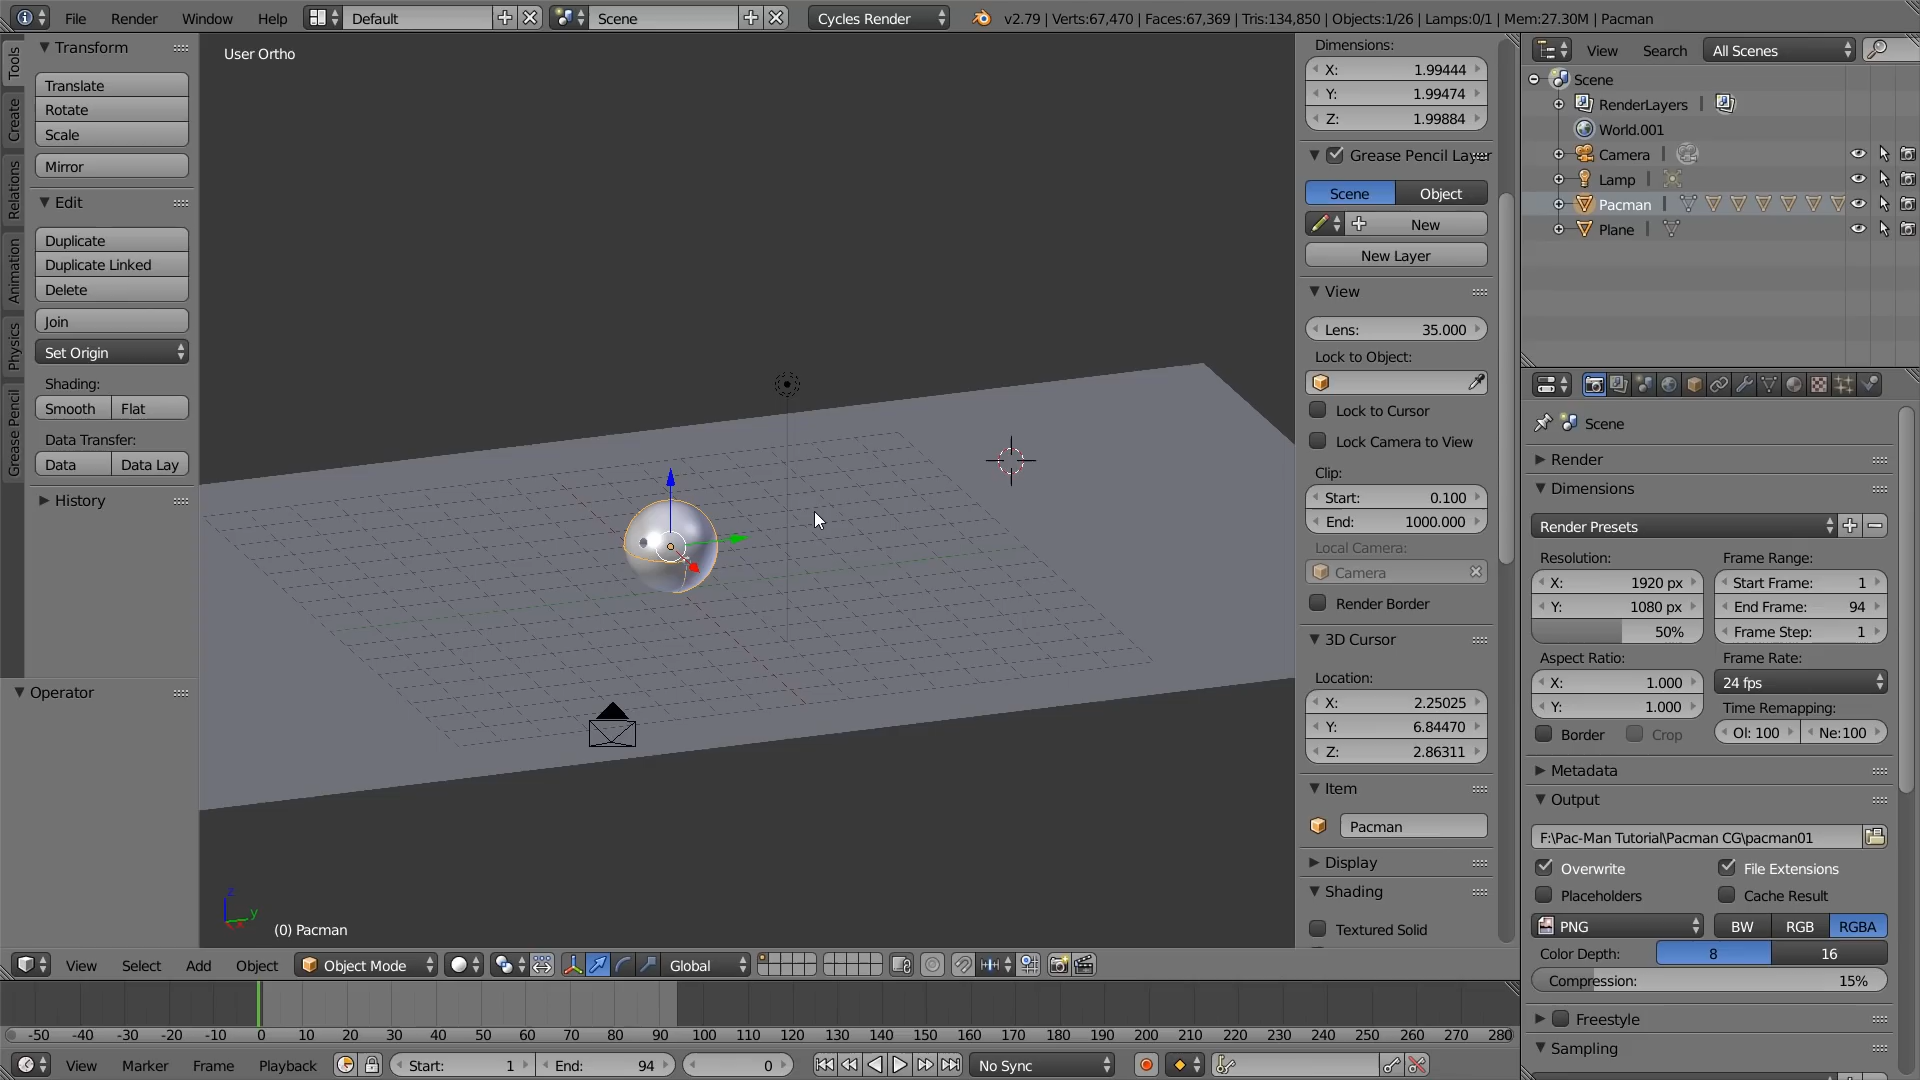 File Render Window Help Default Scene Cycles Render v2.79 | Verts:67,470 | Faces:67,369 | Tris:134,850 | Objects:1/26 | Lamps:0/1 | Mem:27.30M | Pacman
Tools
Create
Relations
Animation
Physics
Grease Pencil
Transform
Translate
Rotate
Scale
Mirror
Edit
Duplicate
Duplicate Linked
Delete
Join
Set Origin
Shading:
Smooth Flat
Data Transfer:
Data Data Lay
History
Operator
User Ortho
z
y
(0) Pacman
Dimensions:
X: 1.99444
Y: 1.99474
Z: 1.99884
Grease Pencil Layer
Scene Object
New
New Layer
View
Lens: 35.000
Lock to Object:
Lock to Cursor
Lock Camera to View
Clip:
Start: 0.100
End: 1000.000
Local Camera:
Camera
Render Border
3D Cursor
Location:
X: 2.25025
Y: 6.84470
Z: 2.86311
Item
Pacman
Display
Shading
Textured Solid
View Search All Scenes
Scene
RenderLayers
World.001
Camera
Lamp
Pacman
Plane
Scene
Render
Dimensions
Render Presets
Resolution: Frame Range:
X: 1920 px Start Frame: 1
Y: 1080 px End Frame: 94
50% Frame Step: 1
Aspect Ratio: Frame Rate:
X: 1.000 24 fps
Y: 1.000 Time Remapping:
Border Crop Ol: 100 Ne:100
Metadata
Output
F:\Pac-Man Tutorial\Pacman CG\pacman01
Overwrite File Extensions
Placeholders Cache Result
PNG BW RGB RGBA
Color Depth: 8 16
Compression: 15%
Freestyle
Sampling
View Select Add Object Object Mode Global
-50 -40 -30 -20 -10 0 10 20 30 40 50 60 70 80 90 100 110 120 130 140 150 160 170 180 190 200 210 220 230 240 250 260 270 280
View Marker Frame Playback Start: 1 End: 94 0 No Sync